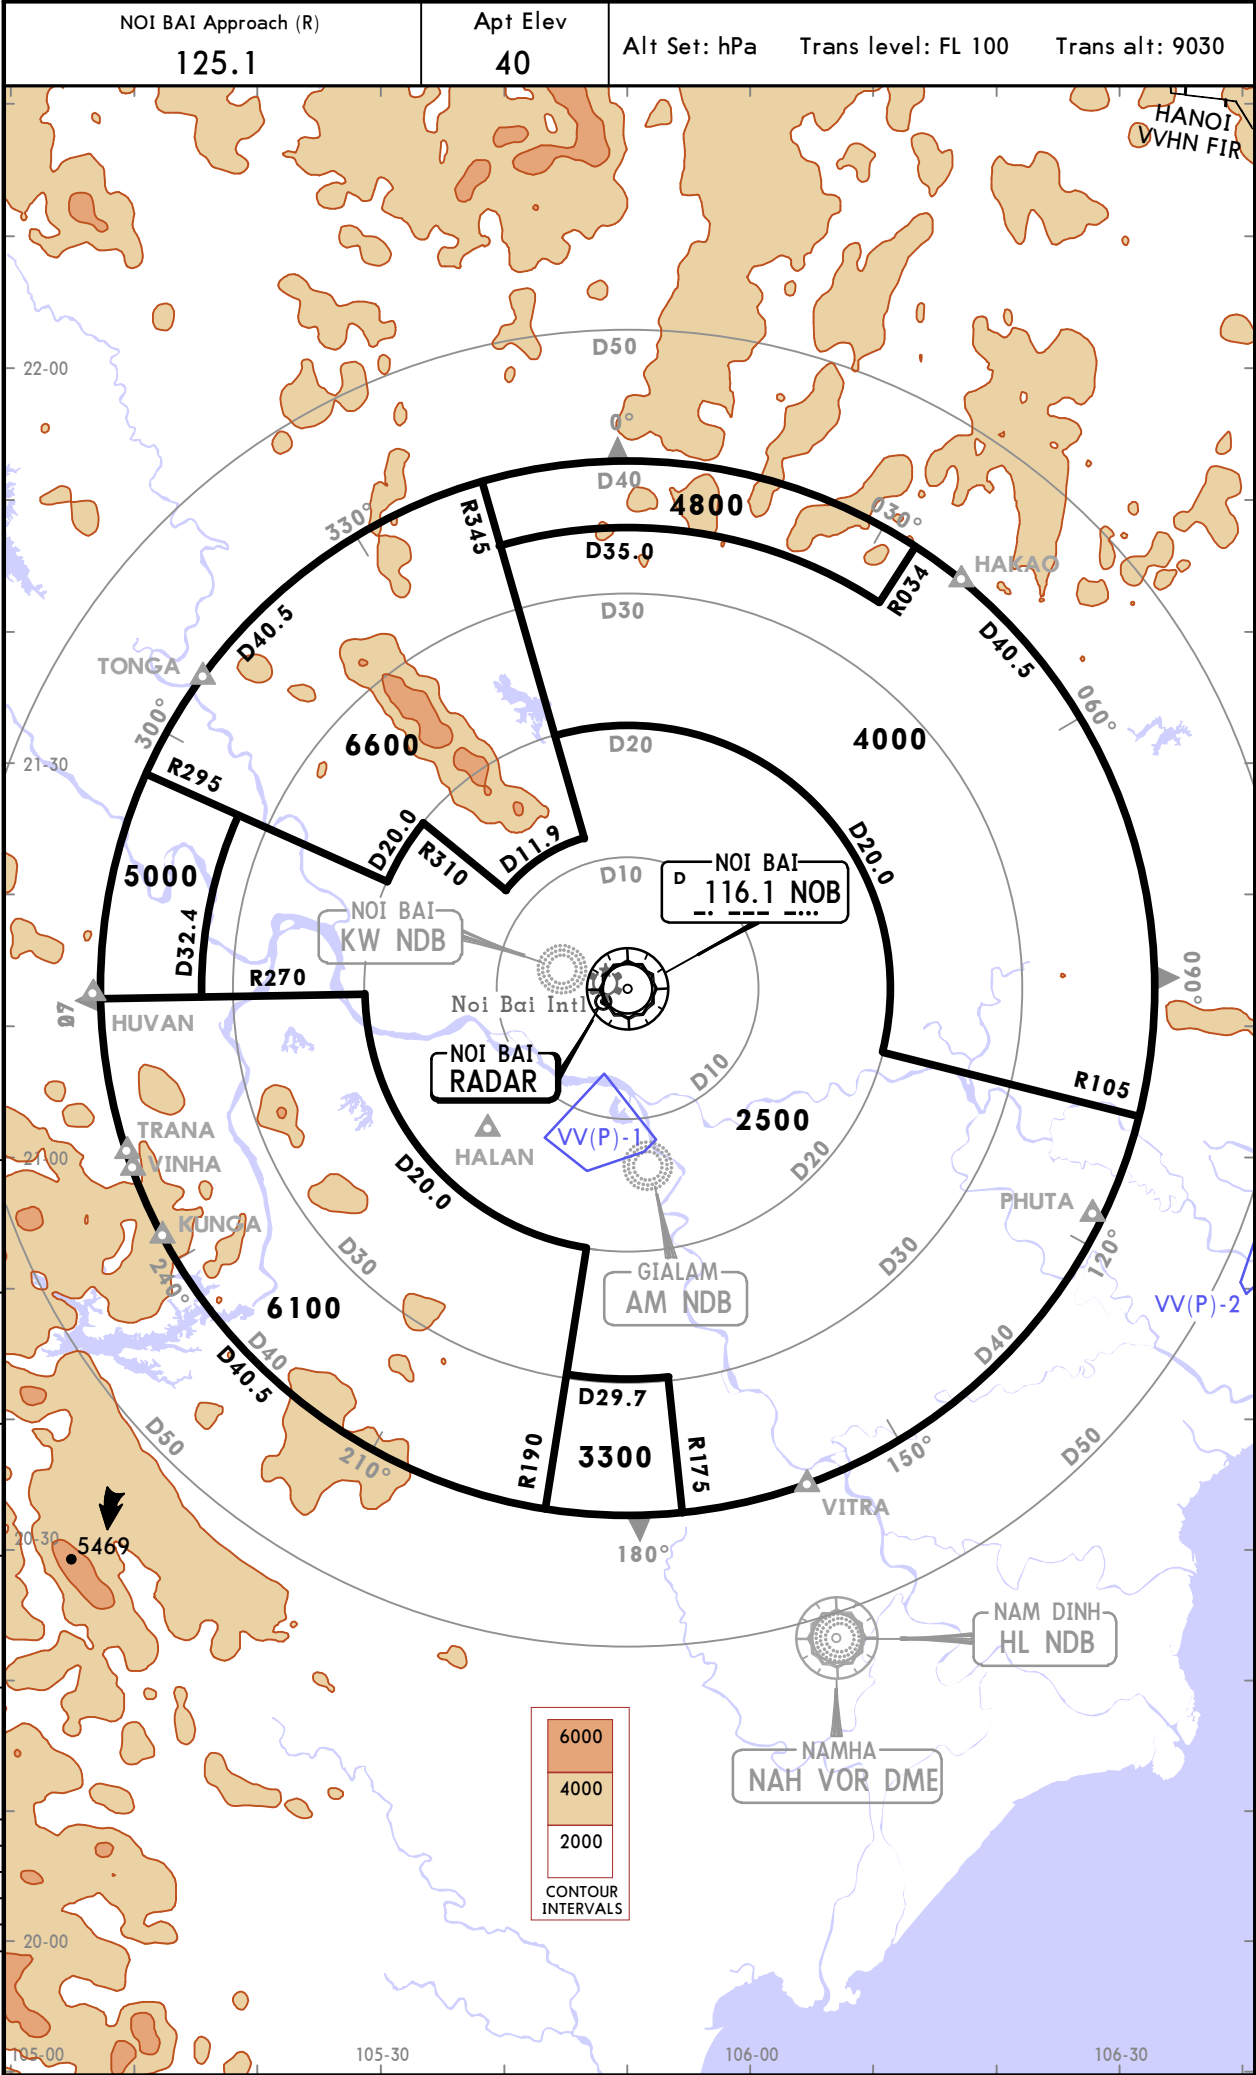 NOI BAI Approach (R)
125.1
Apt Elev
40
Alt Set: hPa Trans level: FL 100 Trans alt: 9030
HANOI
VVHN FIR
D50
22-00
0°
D40
4800
030°
330°
R345
D35.0
HAKAO
R034
D30
D40.5
D40.5
TONGA
060°
300°
6600
D20
4000
21-30
R295
D20.0
R310
D11.9
D20.0
5000
D10
NOI BAI
D 116.1 NOB
NOI BAI
KW NDB
D32.4
R270
Noi Bai Intl
090°
27
HUVAN
NOI BAI
RADAR
D10
R105
2500
TRANA
VV(P)-1
21-00
VINHA
HALAN
D20
D20.0
PHUTA
KUNGA
120°
D30
D30
240°
GIALAM
AM NDB
6100
VV(P)-2
D40
D40
D40.5
D29.7
D50
R190
3300
R175
150°
D50
210°
VITRA
20-30
5469
180°
NAM DINH
HL NDB
6000
4000
2000
CONTOUR
INTERVALS
NAMHA
NAH VOR DME
20-00
105-00
105-30
106-00
106-30